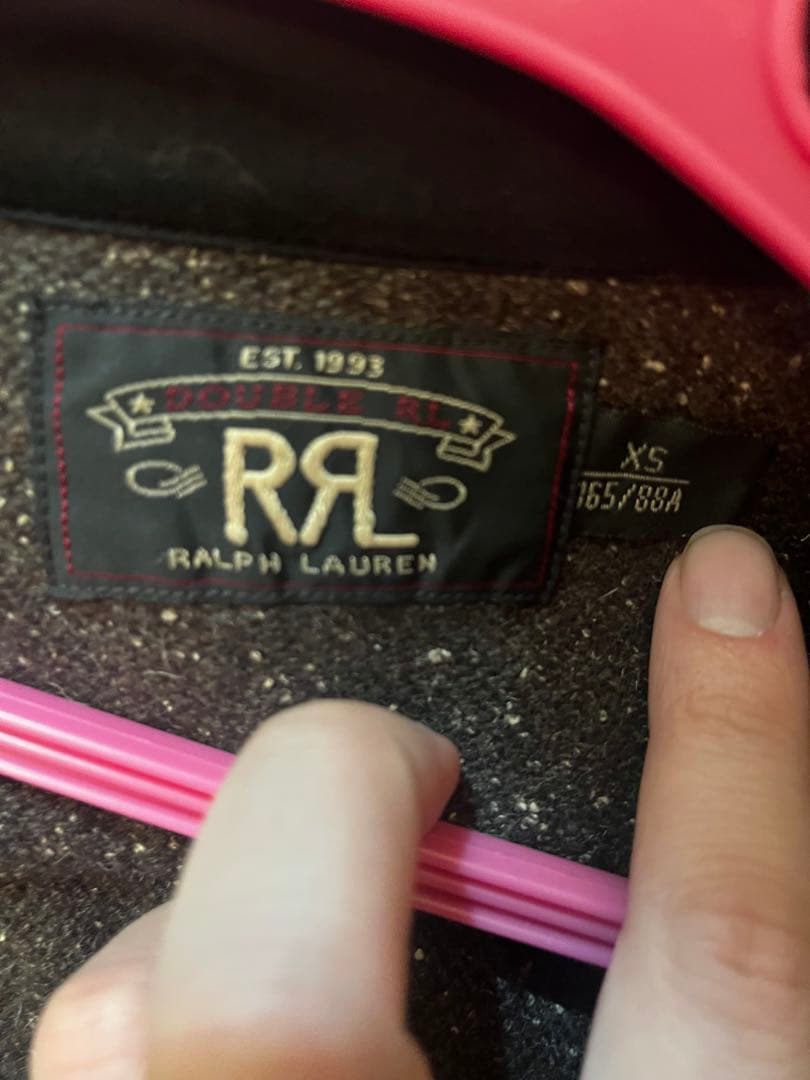 EST. 1993
DOUBLE RL
RRL
RALPH LAUREN
XS
165/88A